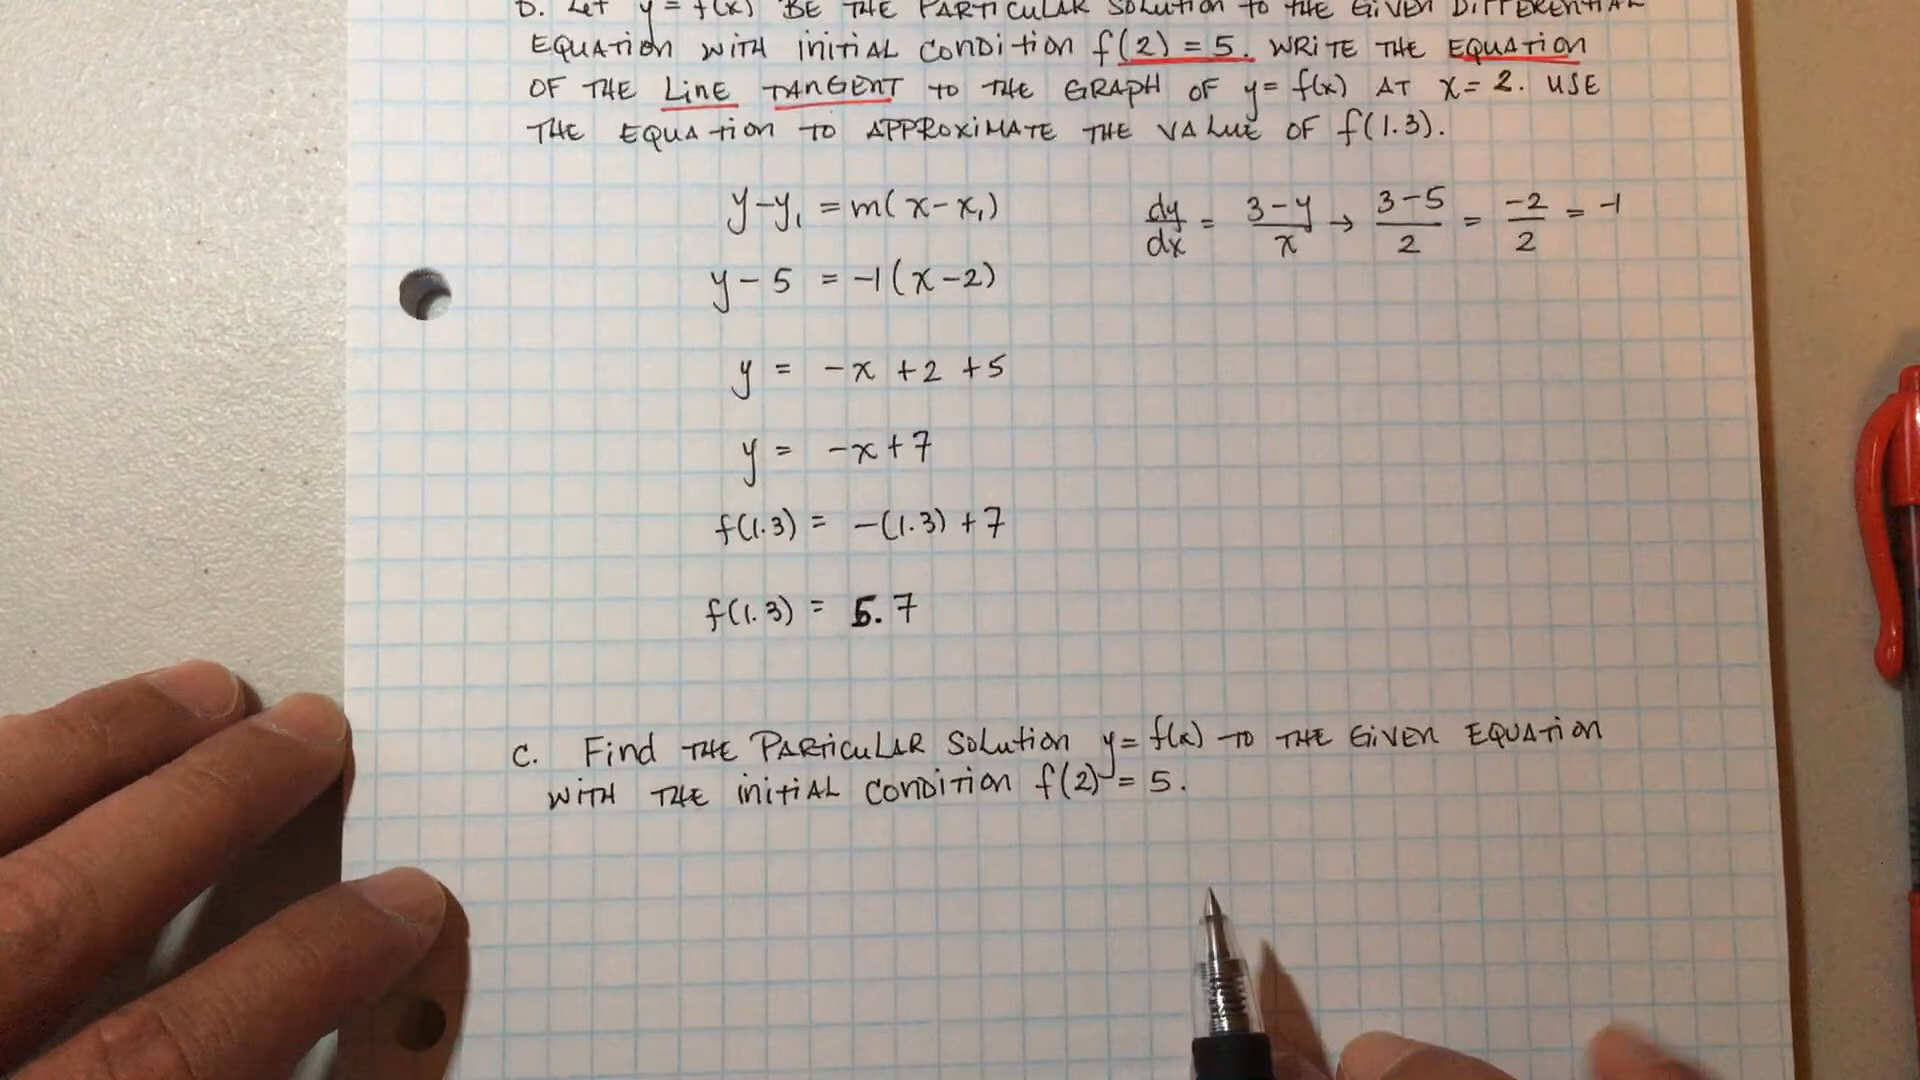 B. Let y = f(x) BE THE PARTICULAR SOLUTION TO THE GIVEN DIFFERENTIAL
EQUATION WITH INITIAL CONDITION f(2) = 5. WRITE THE EQUATION
OF THE LINE TANGENT TO THE GRAPH OF y = f(x) AT x = 2. USE
THE EQUATION TO APPROXIMATE THE VALUE OF f(1.3).
y - y₁ = m(x - x₁)
dy/dx = 3-y/x → 3-5/2 = -2/2 = -1
y - 5 = -1(x-2)
y = -x + 2 + 5
y = -x + 7
f(1.3) = -(1.3) + 7
f(1.3) = 5.7
C. Find THE PARTICULAR SOLUTION y = f(x) TO THE GIVEN EQUATION
WITH THE INITIAL CONDITION f(2) = 5.